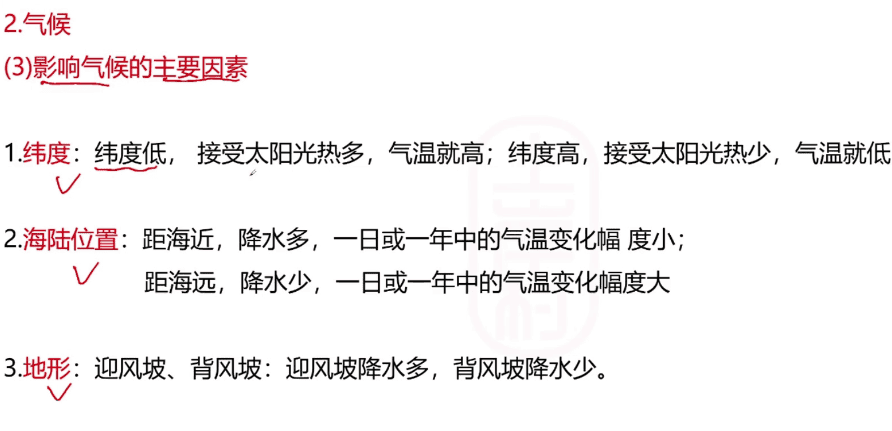 2.气候
(3)影响气候的主要因素
1.纬度：纬度低， 接受太阳光热多，气温就高；纬度高，接受太阳光热少，气温就低
2.海陆位置：距海近，降水多，一日或一年中的气温变化幅 度小；
距海远，降水少，一日或一年中的气温变化幅度大
3.地形：迎风坡、背风坡：迎风坡降水多，背风坡降水少。